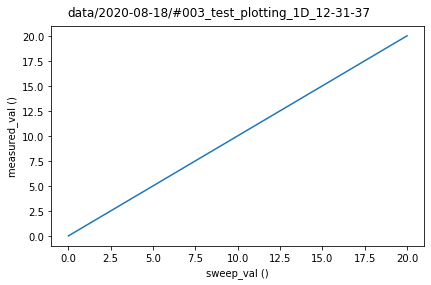 data/2020-08-18/#003_test_plotting_1D_12-31-37
20.0
17.5
15.0
12.5
10.0
7.5
5.0
2.5
0.0
measured_val ()
0.0 2.5 5.0 7.5 10.0 12.5 15.0 17.5 20.0
sweep_val ()